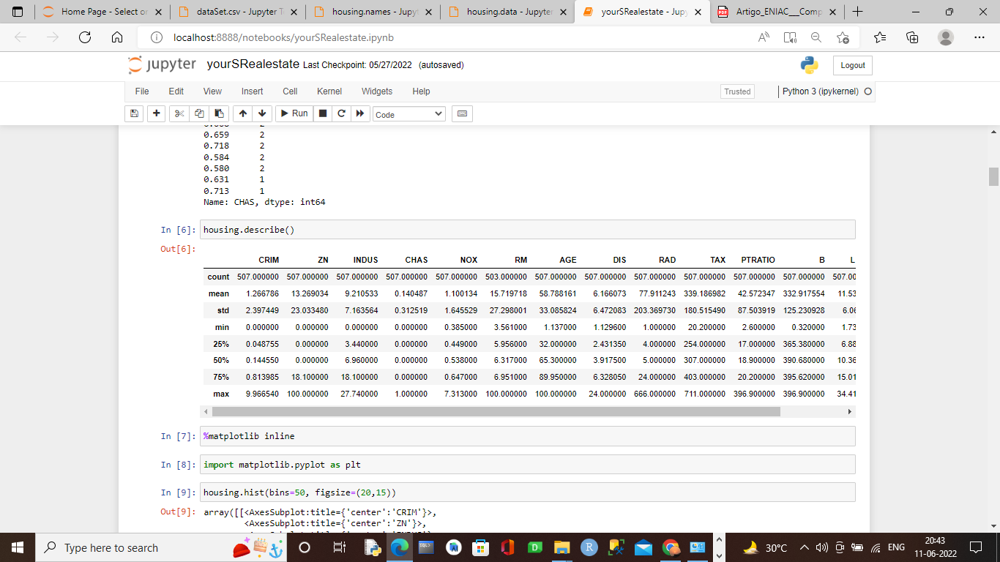 Home Page - Select or
dataSet.csv - Jupyter T
housing.names - Jupy
housing.data - Jupyter
yourSRealestate - Jupy
Artigo_ENIAC__Comp
localhost:8888/notebooks/yourSRealestate.ipynb
jupyter yourSRealestate Last Checkpoint: 05/27/2022 (autosaved)
Logout
File Edit View Insert Cell Kernel Widgets Help
Trusted
Python 3 (ipykernel)
Run
Code
0.659 2
0.718 2
0.584 2
0.580 2
0.631 1
0.713 1
Name: CHAS, dtype: int64
In [6]: housing.describe()
Out[6]:
CRIM ZN INDUS CHAS NOX RM AGE DIS RAD TAX PTRATIO B L
count 507.000000 507.000000 507.000000 507.000000 507.000000 503.000000 507.000000 507.000000 507.000000 507.000000 507.000000 507.000000 507.00
mean 1.266786 13.269034 9.210533 0.140487 1.100134 15.719718 58.788161 6.166073 77.911243 339.186982 42.572347 332.917554 11.53
std 2.397449 23.033480 7.163564 0.312519 1.645529 27.298001 33.085824 6.472083 203.369730 180.515490 87.503919 125.230928 6.06
min 0.000000 0.000000 0.000000 0.000000 0.385000 3.561000 1.137000 1.129600 1.000000 20.200000 2.600000 0.320000 1.73
25% 0.048755 0.000000 3.440000 0.000000 0.449000 5.956000 32.000000 2.431350 4.000000 254.000000 17.000000 365.380000 6.88
50% 0.144550 0.000000 6.960000 0.000000 0.538000 6.317000 65.300000 3.917500 5.000000 307.000000 18.900000 390.680000 10.36
75% 0.813985 18.100000 18.100000 0.000000 0.647000 6.951000 89.950000 6.328050 24.000000 403.000000 20.200000 395.620000 15.01
max 9.966540 100.000000 27.740000 1.000000 7.313000 100.000000 100.000000 24.000000 666.000000 711.000000 396.900000 396.900000 34.41
In [7]: %matplotlib inline
In [8]: import matplotlib.pyplot as plt
In [9]: housing.hist(bins=50, figsize=(20,15))
Out[9]: array([[<AxesSubplot:title={'center':'CRIM'}>,
<AxesSubplot:title={'center':'ZN'}>,
Type here to search
30°C
ENG
20:43
11-06-2022